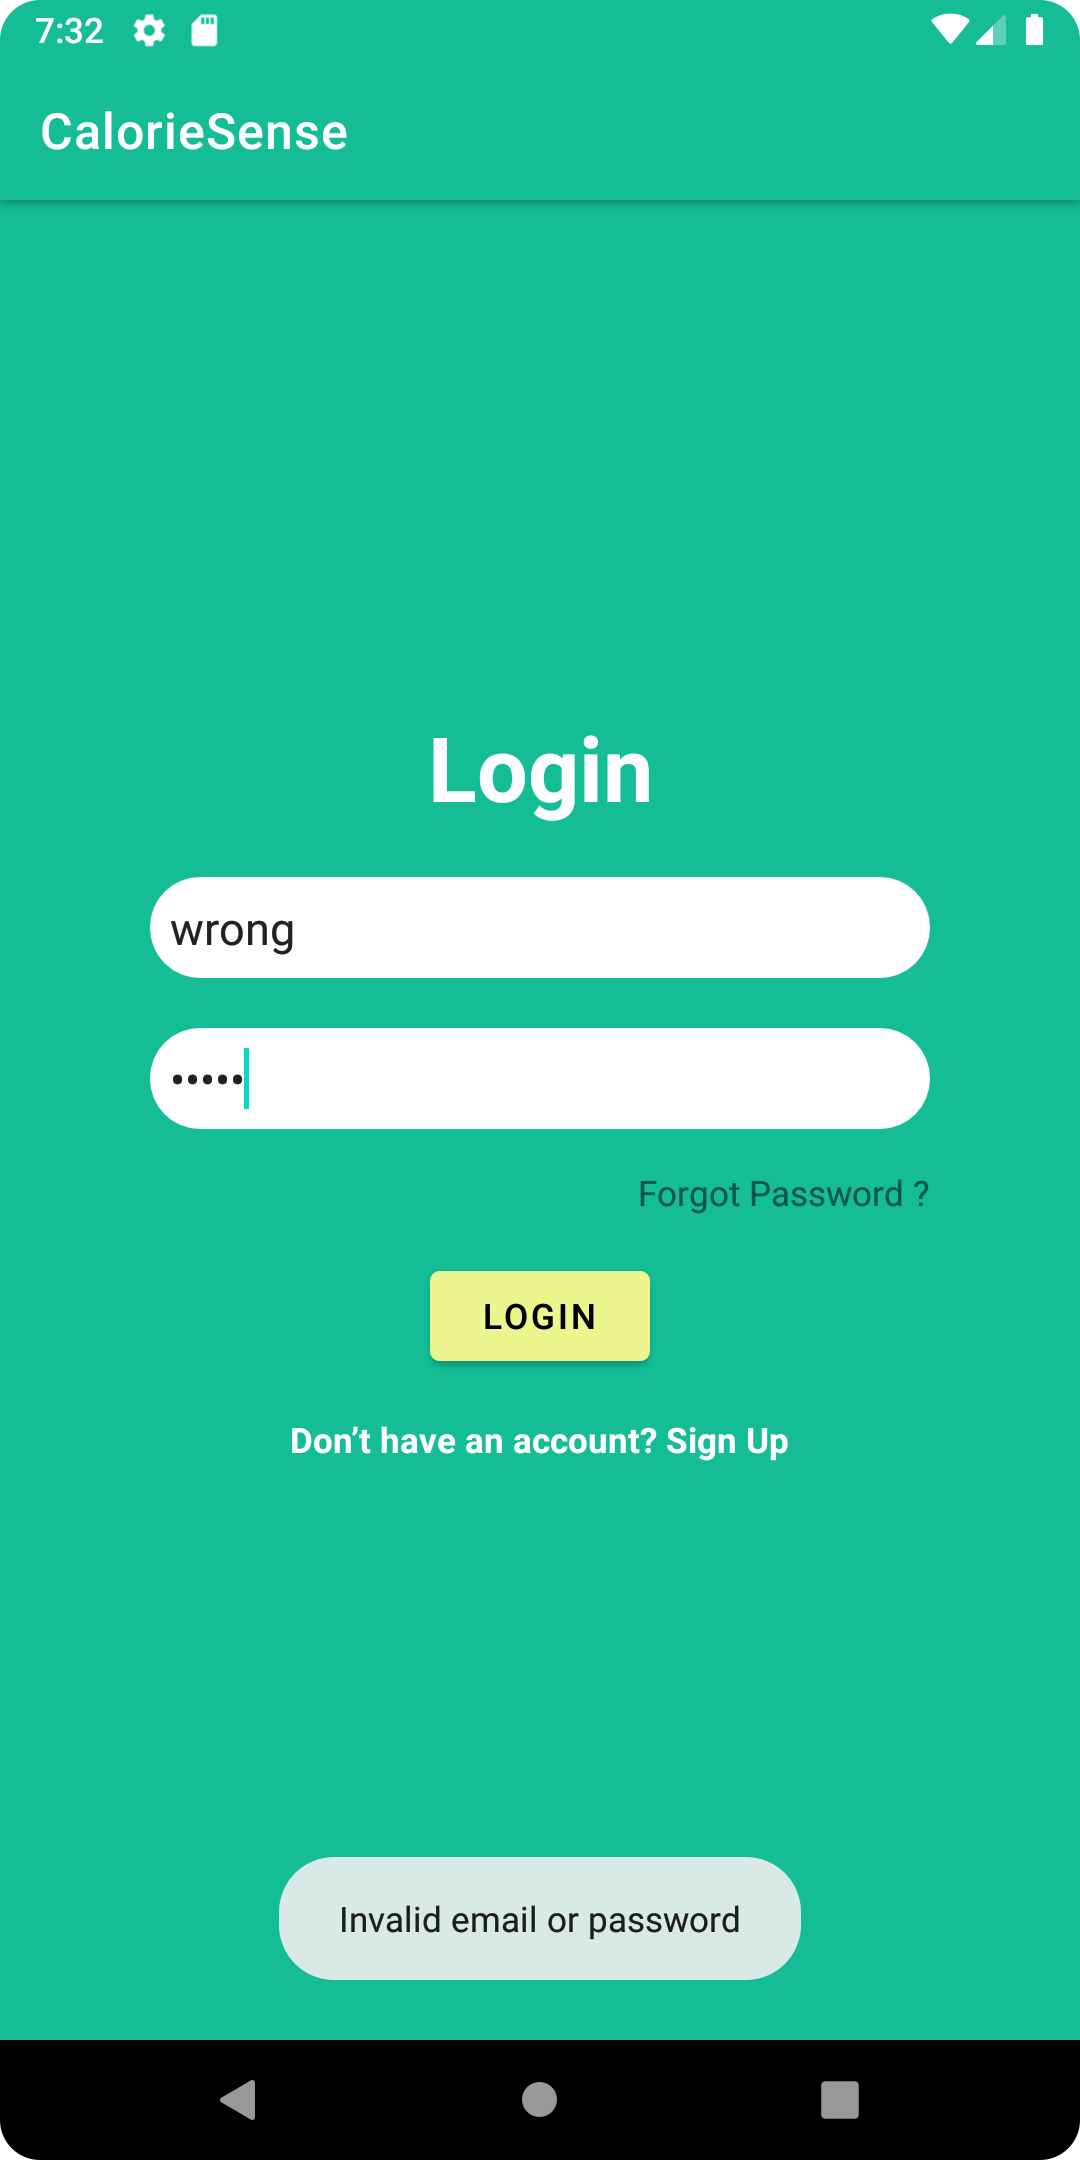 7:32
CalorieSense
Login
wrong
•••••
Forgot Password ?
LOGIN
Don’t have an account? Sign Up
Invalid email or password